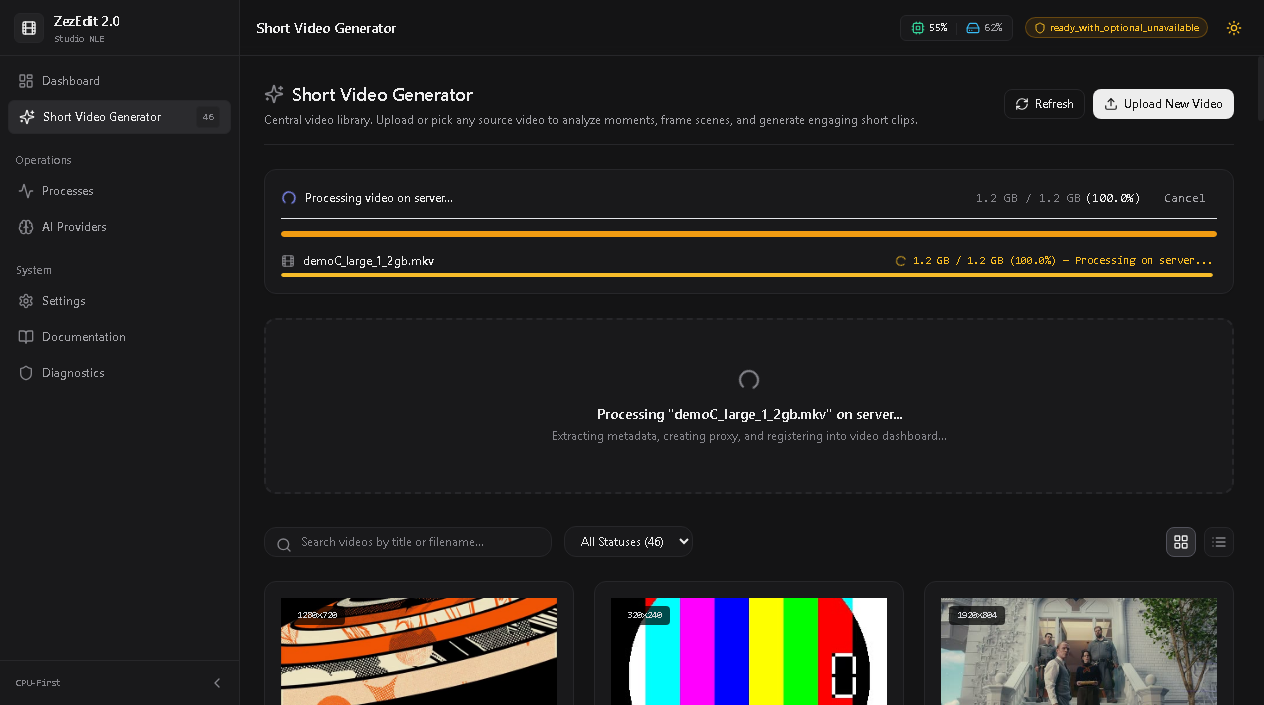 ZezEdit 2.0
Studio NLE
Dashboard
Short Video Generator 46
Operations
Processes
AI Providers
System
Settings
Documentation
Diagnostics
CPU-First
Short Video Generator
55% 62%
ready_with_optional_unavailable
Short Video Generator
Central video library. Upload or pick any source video to analyze moments, frame scenes, and generate engaging short clips.
Refresh
Upload New Video
Processing video on server...
1.2 GB / 1.2 GB (100.0%) Cancel
demoC_large_1_2gb.mkv
1.2 GB / 1.2 GB (100.0%) — Processing on server...
Processing "demoC_large_1_2gb.mkv" on server...
Extracting metadata, creating proxy, and registering into video dashboard...
Search videos by title or filename...
All Statuses (46)
1280x720
320x240
1920x804
0